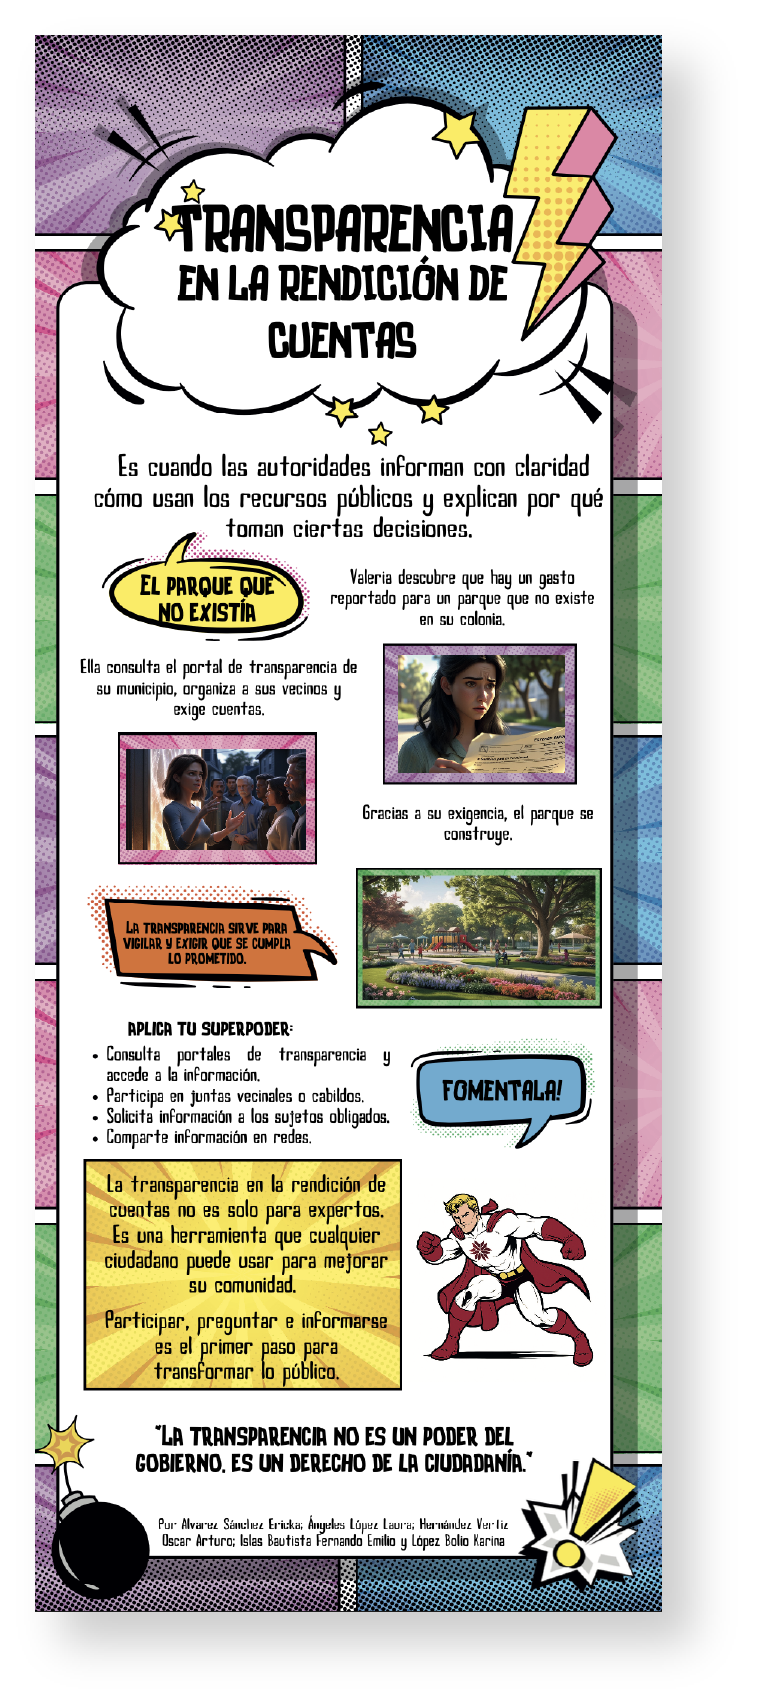 TRANSPARENCIA
EN LA RENDICIÓN DE
CUENTAS
Es cuando las autoridades informan con claridad
cómo usan los recursos públicos y explican por qué
toman ciertas decisiones.
EL PARQUE QUE
NO EXISTÍA
Valeria descubre que hay un gasto
reportado para un parque que no existe
en su colonia.
Ella consulta el portal de transparencia de
su municipio, organiza a sus vecinos y
exige cuentas.
Gracias a su exigencia, el parque se
construye.
LA TRANSPARENCIA SIRVE PARA
VIGILAR Y EXIGIR QUE SE CUMPLA
LO PROMETIDO.
APLICA TU SUPERPODER:
• Consulta portales de transparencia y
accede a la información.
• Participa en juntas vecinales o cabildos.
• Solicita información a los sujetos obligados.
• Comparte información en redes.
FOMENTALA!
La transparencia en la rendición de
cuentas no es solo para expertos.
Es una herramienta que cualquier
ciudadano puede usar para mejorar
su comunidad.
Participar, preguntar e informarse
es el primer paso para
transformar lo público.
"LA TRANSPARENCIA NO ES UN PODER DEL
GOBIERNO. ES UN DERECHO DE LA CIUDADANÍA."
Por Alvarez Sánchez Ericka; Ángeles López Laura; Hernández Vertiz
Oscar Arturo; Islas Bautista Fernando Emilio y López Bolio Karina